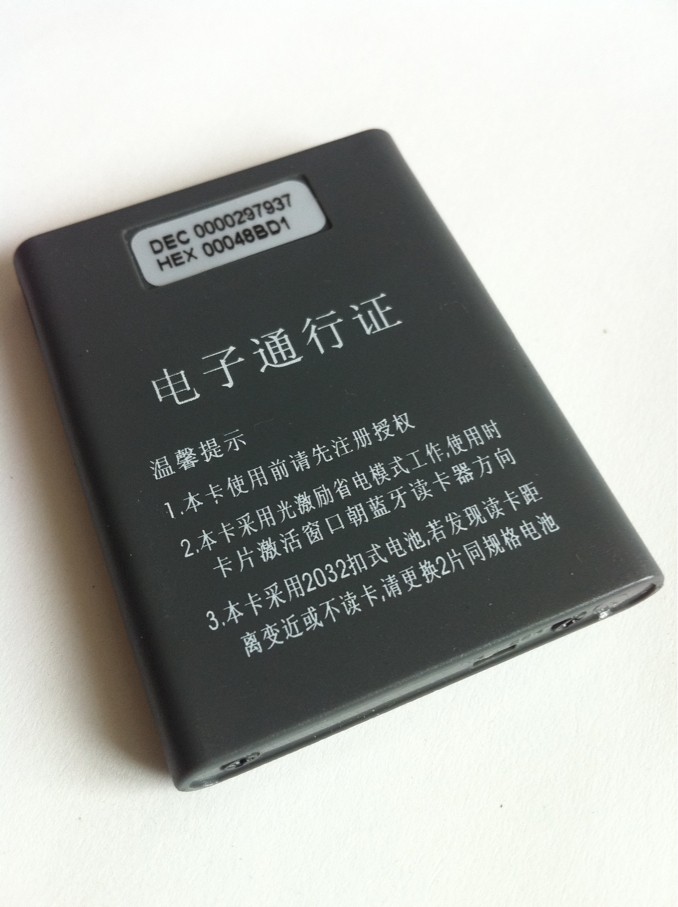 DEC 0000297937
HEX 00048BD1
电子通行证
温馨提示
1.本卡使用前请先注册授权
2.本卡采用光激励省电模式工作,使用时
卡片激活窗口朝蓝牙读卡器方向
3.本卡采用2032扣式电池,若发现读卡距
离变近或不读卡,请更换2片同规格电池